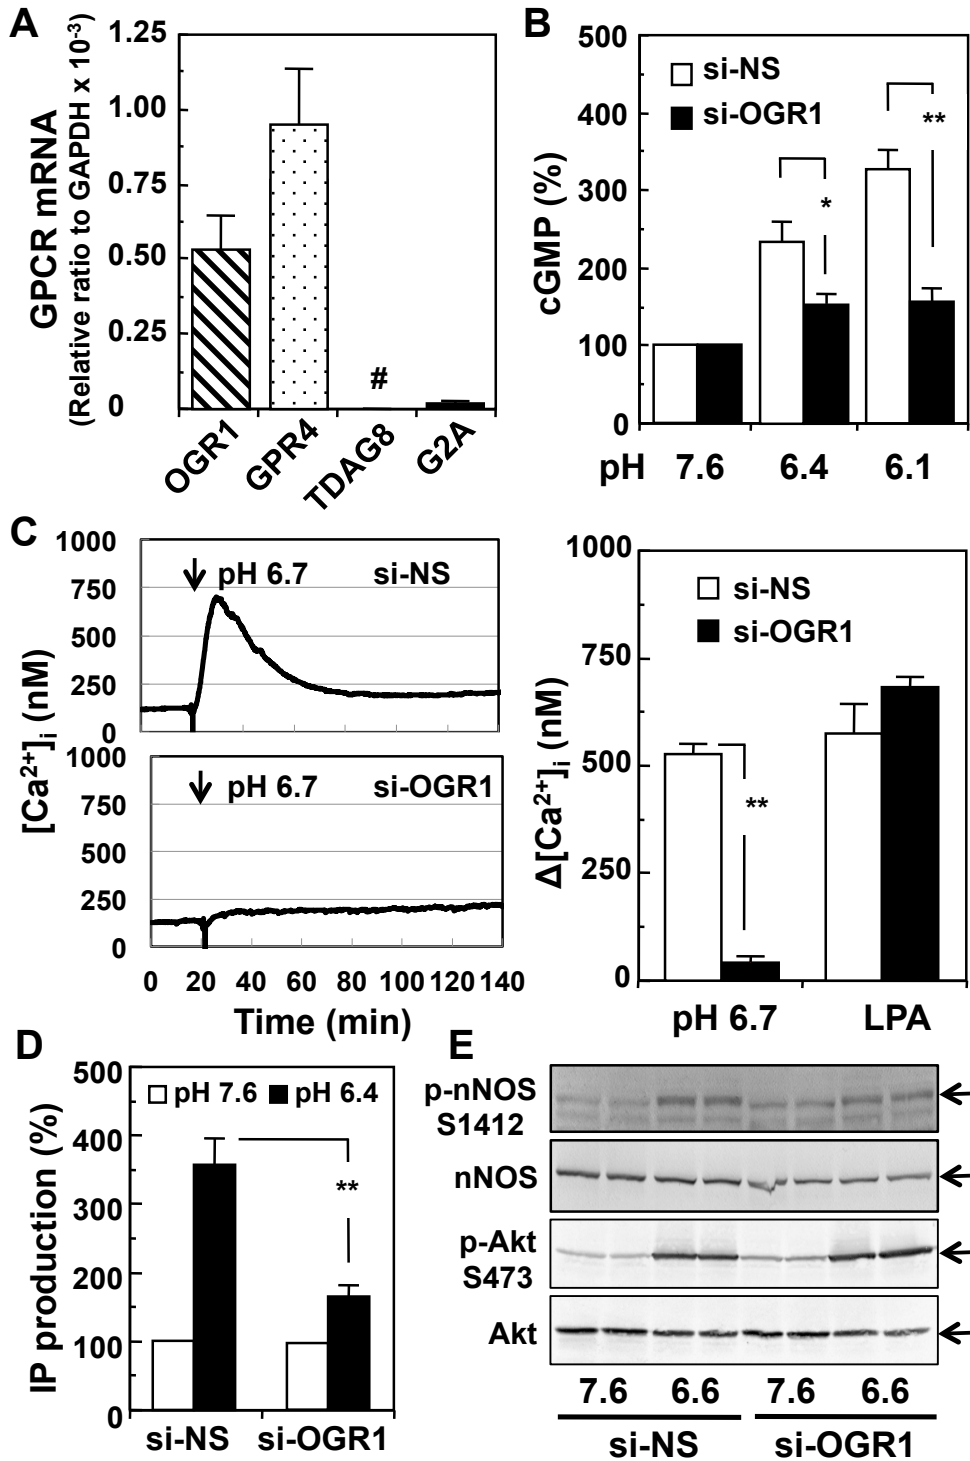 A
GPCR mRNA
(Relative ratio to GAPDH x 10⁻³)
1.25
1.00
0.75
0.50
0.25
0
#
OGR1
GPR4
TDAG8
G2A
B
cGMP (%)
500
400
300
200
100
0
si-NS
si-OGR1
*
**
pH 7.6 6.4 6.1
C
[Ca²⁺]ᵢ (nM)
1000
750
500
250
0
pH 6.7 si-NS
1000
750
500
250
0
pH 6.7 si-OGR1
0 20 40 60 80 100 120 140
Time (min)
Δ[Ca²⁺]ᵢ (nM)
1000
750
500
250
0
si-NS
si-OGR1
**
pH 6.7 LPA
D
IP production (%)
500
400
300
200
100
0
pH 7.6 pH 6.4
**
si-NS si-OGR1
E
p-nNOS
S1412
nNOS
p-Akt
S473
Akt
7.6 6.6 7.6 6.6
si-NS si-OGR1